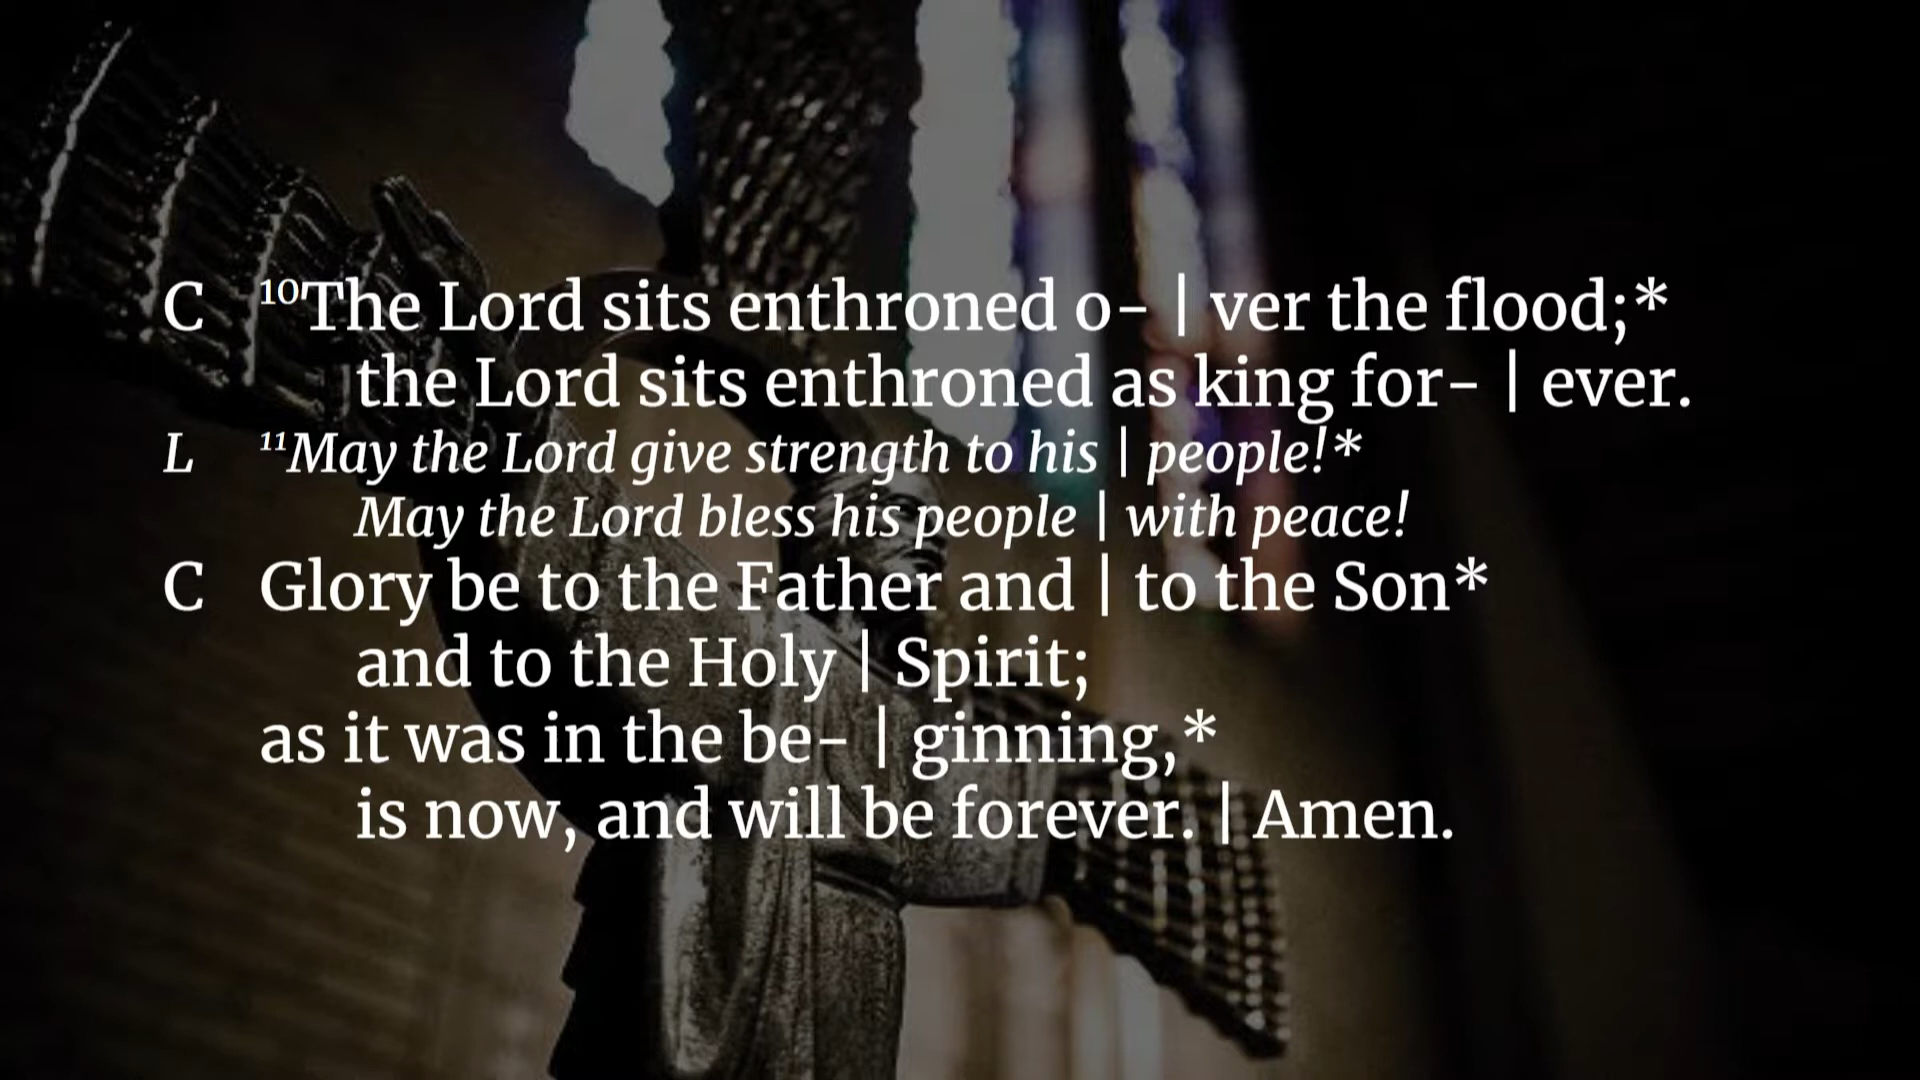 C ¹⁰The Lord sits enthroned o- | ver the flood;*
the Lord sits enthroned as king for- | ever.
L ¹¹May the Lord give strength to his | people!*
May the Lord bless his people | with peace!
C Glory be to the Father and | to the Son*
and to the Holy | Spirit;
as it was in the be- | ginning,*
is now, and will be forever. | Amen.